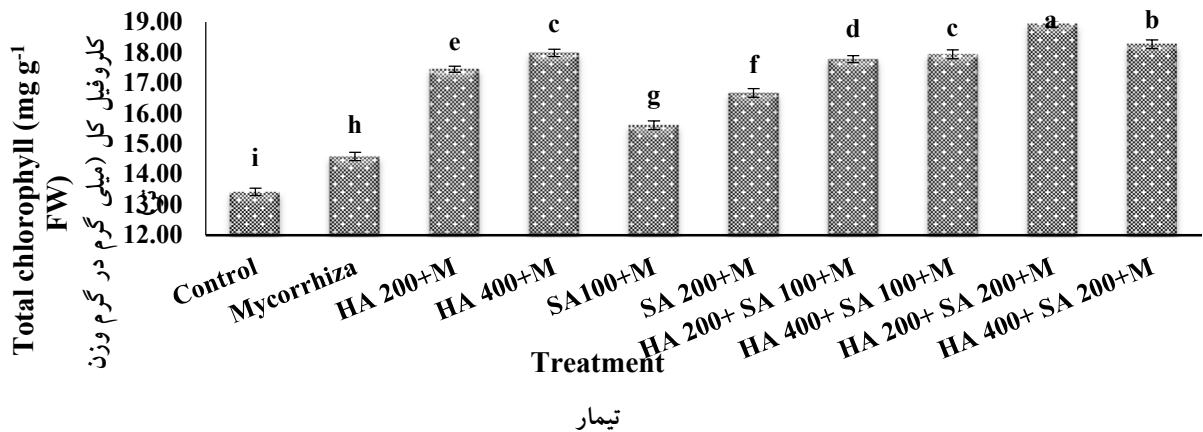 Total chlorophyll (mg g-1
FW)
کلروفیل کل (میلی گرم در گرم وزن
19.00
18.00
17.00
16.00
15.00
14.00
13.00
12.00
i
h
e
c
g
f
d
c
a
b
Control
Mycorrhiza
HA 200+M
HA 400+M
SA100+M
SA 200+M
HA 200+ SA 100+M
HA 400+ SA 100+M
HA 200+ SA 200+M
HA 400+ SA 200+M
Treatment
تیمار